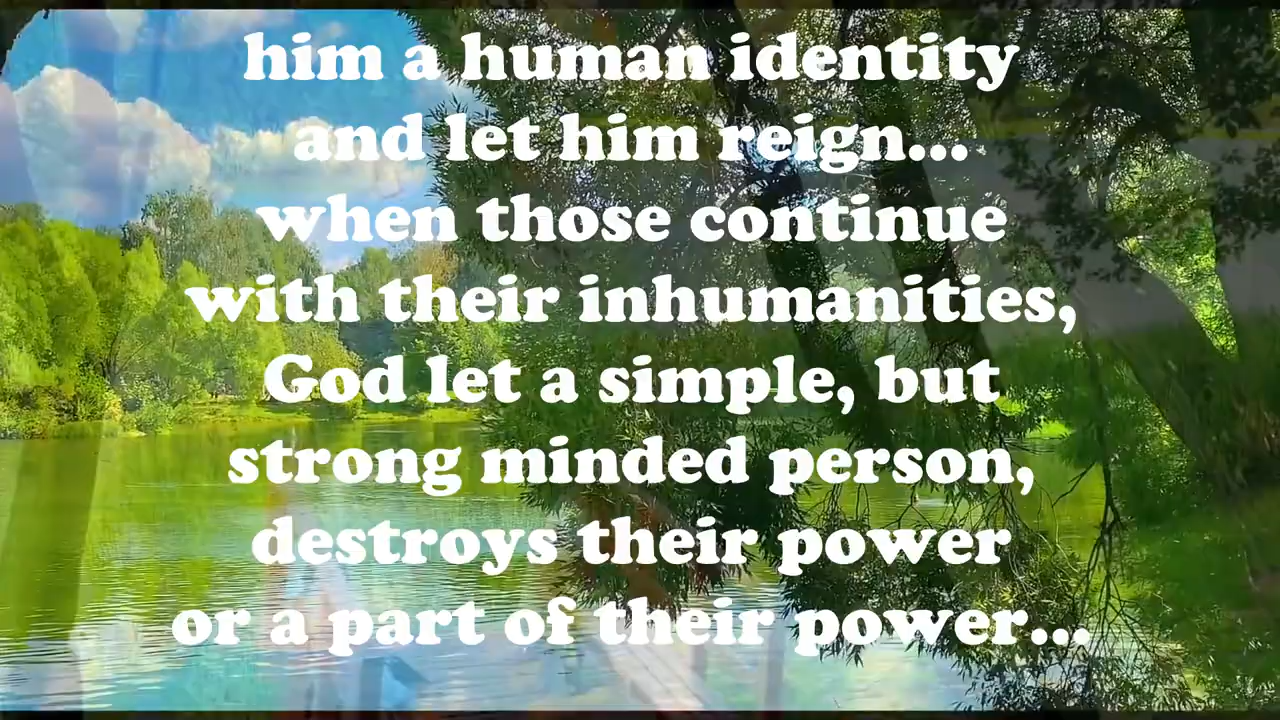 him a human identity
and let him reign...
when those continue
with their inhumanities,
God let a simple, but
strong minded person,
destroys their power
or a part of their power...